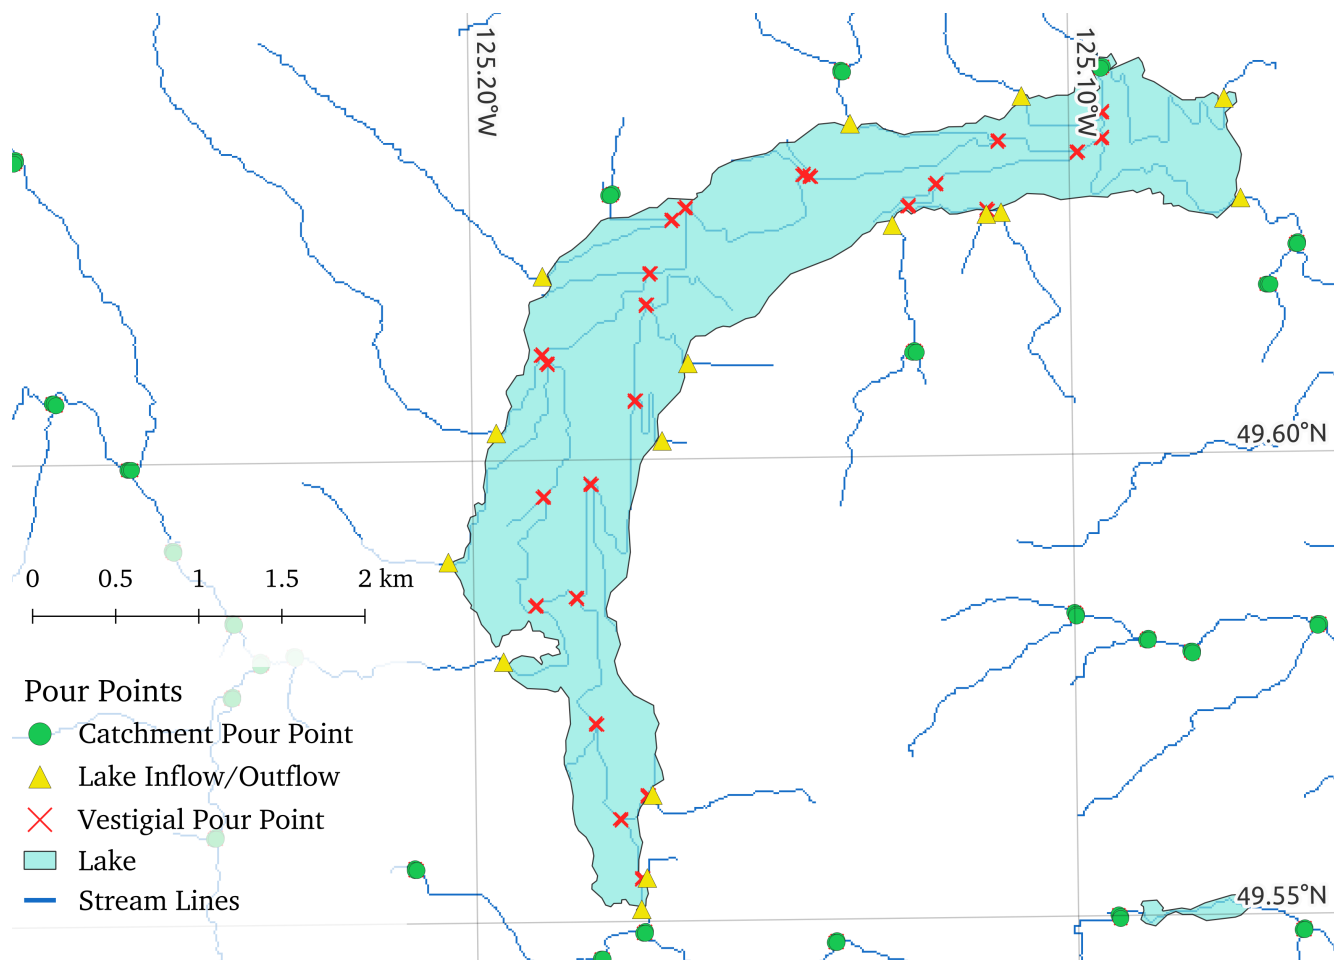 125.20°W
125.10°W
49.60°N
0 0.5 1 1.5 2 km
Pour Points
Catchment Pour Point
Lake Inflow/Outflow
Vestigial Pour Point
Lake
Stream Lines
49.55°N